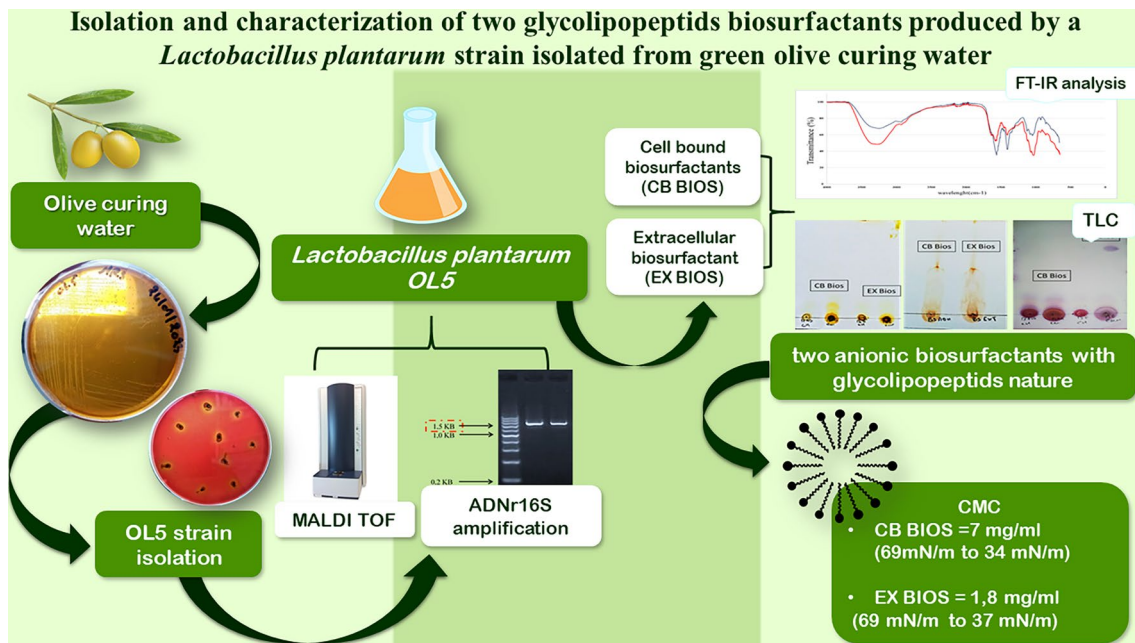 Isolation and characterization of two glycolipopeptids biosurfactants produced by a
Lactobacillus plantarum strain isolated from green olive curing water
Olive curing
water
OL5 strain
isolation
Lactobacillus plantarum
OL5
MALDI TOF
1.5 KB
1.0 KB
0.2 KB
ADNr16S
amplification
Cell bound
biosurfactants
(CB BIOS)
Extracellular
biosurfactant
(EX BIOS)
FT-IR analysis
Transmittance (%)
wavelenght(cm-1)
TLC
CB Bios
EX Bios
CB Bios
EX Bios
CB Bios
two anionic biosurfactants with
glycolipopeptids nature
CMC
• CB BIOS =7 mg/ml
(69mN/m to 34 mN/m)
• EX BIOS = 1,8 mg/ml
(69 mN/m to 37 mN/m)